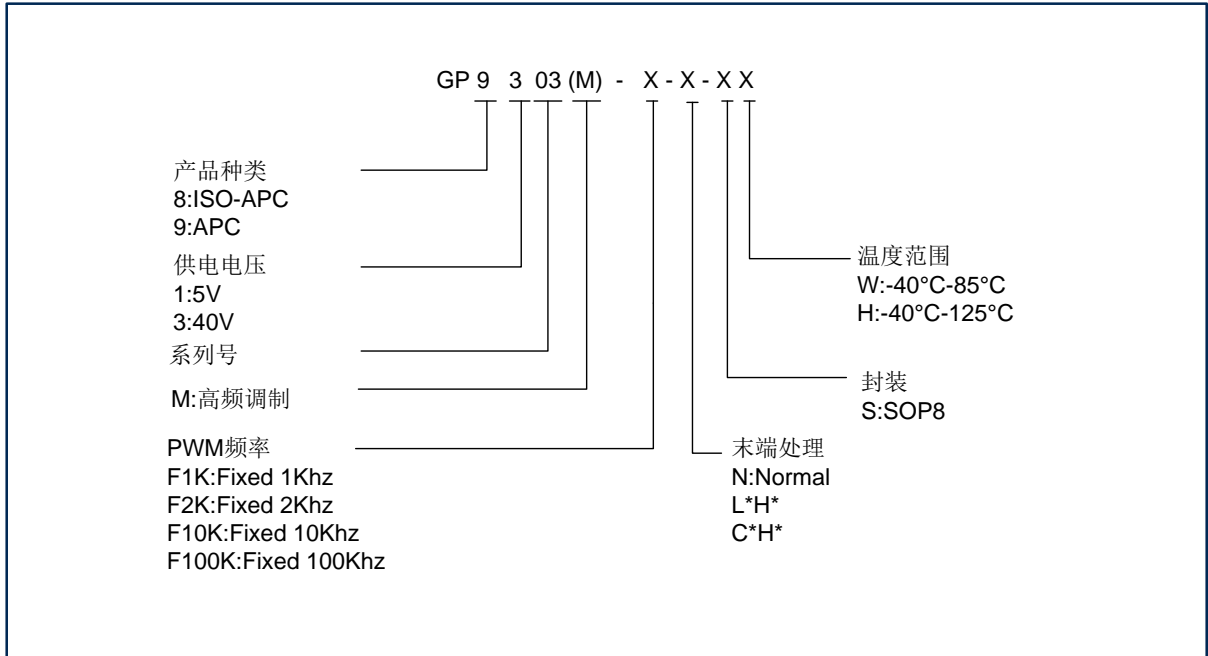 GP 9 3 03 (M) - X - X - X X
产品种类
8:ISO-APC
9:APC
供电电压
1:5V
3:40V
系列号
M:高频调制
PWM频率
F1K:Fixed 1Khz
F2K:Fixed 2Khz
F10K:Fixed 10Khz
F100K:Fixed 100Khz
温度范围
W:-40°C-85°C
H:-40°C-125°C
封装
S:SOP8
末端处理
N:Normal
L*H*
C*H*